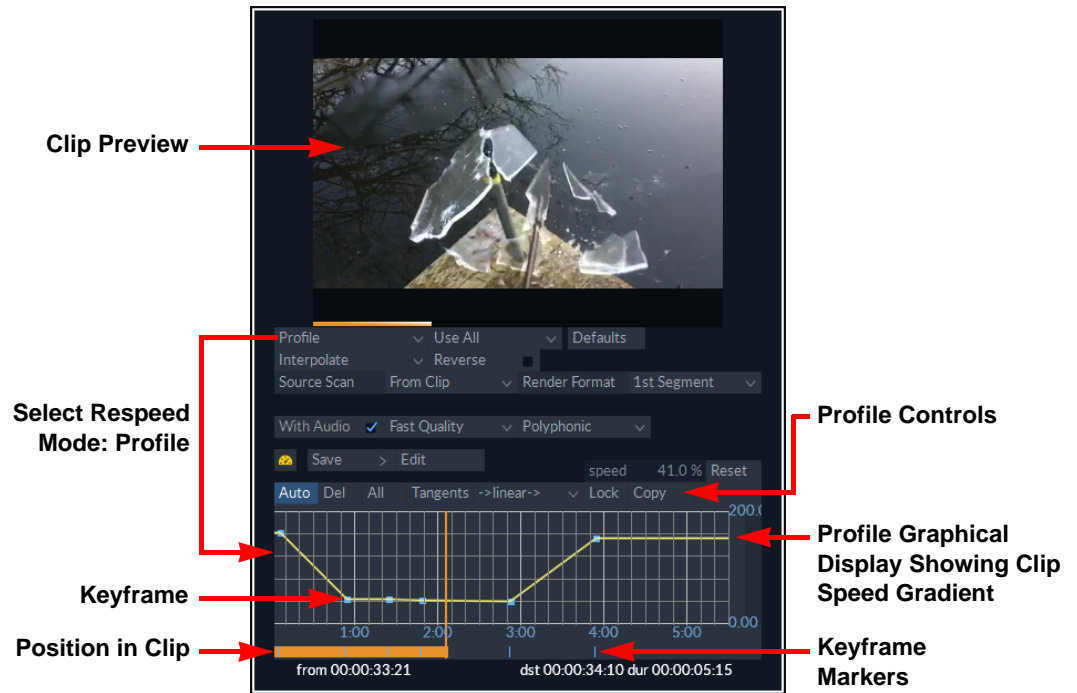 Clip Preview
Profile
Use All
Defaults
Interpolate
Reverse
Source Scan
From Clip
Render Format
1st Segment
Select Respeed
Mode: Profile
With Audio
Fast Quality
Polyphonic
Profile Controls
Save > Edit
speed 41.0 % Reset
Auto Del All Tangents ->linear-> Lock Copy
200.0
Profile Graphical
Display Showing Clip
Speed Gradient
Keyframe
0.00
1:00 2:00 3:00 4:00 5:00
Position in Clip
Keyframe
Markers
from 00:00:33:21
dst 00:00:34:10 dur 00:00:05:15